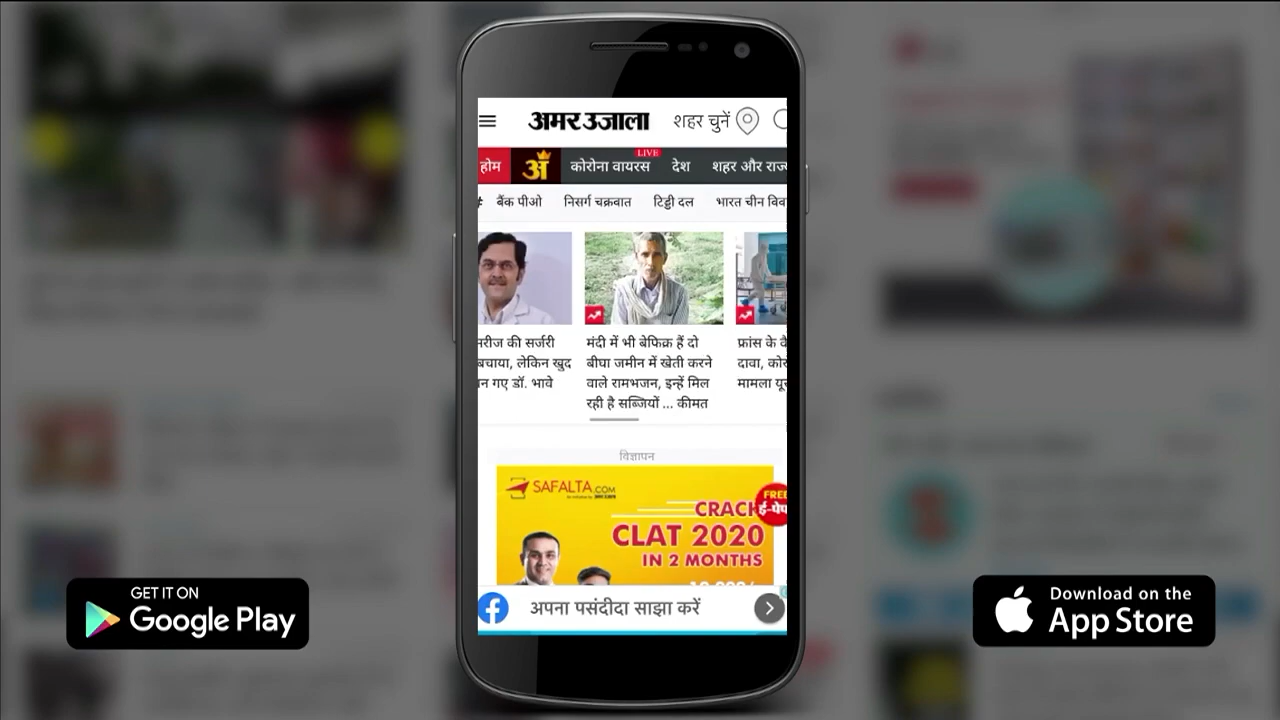 अमर उजाला
शहर चुनें
होम
अं
कोरोना वायरस
LIVE
देश
शहर और राज्
#
बैंक पीओ
निसर्ग चक्रवात
टिड्डी दल
भारत चीन विवा
मरीज की सर्जरी
बचाया, लेकिन खुद
न गए डॉ. भावे
मंदी में भी बेफिक्र हैं दो
बीघा जमीन में खेती करने
वाले रामभजन, इन्हें मिल
रही है सब्जियों ... कीमत
फ्रांस के वै
दावा, कोर
मामला यू
विज्ञापन
SAFALTA.COM
CRACK
CLAT 2020
IN 2 MONTHS
FREE
ई-पेप
अपना पसंदीदा साझा करें
GET IT ON
Google Play
Download on the
App Store